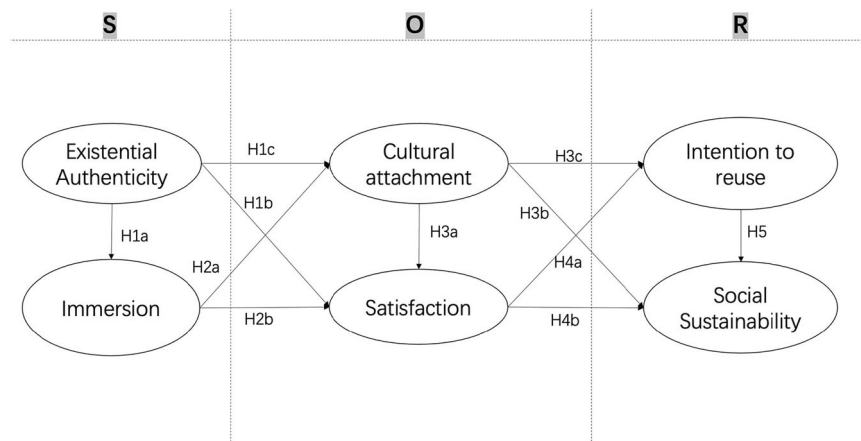 S
O
R
Existential
Authenticity
H1c
Cultural
attachment
H3c
Intention to
reuse
H1b
H3b
H1a
H3a
H5
H2a
H4a
Immersion
H2b
Satisfaction
H4b
Social
Sustainability